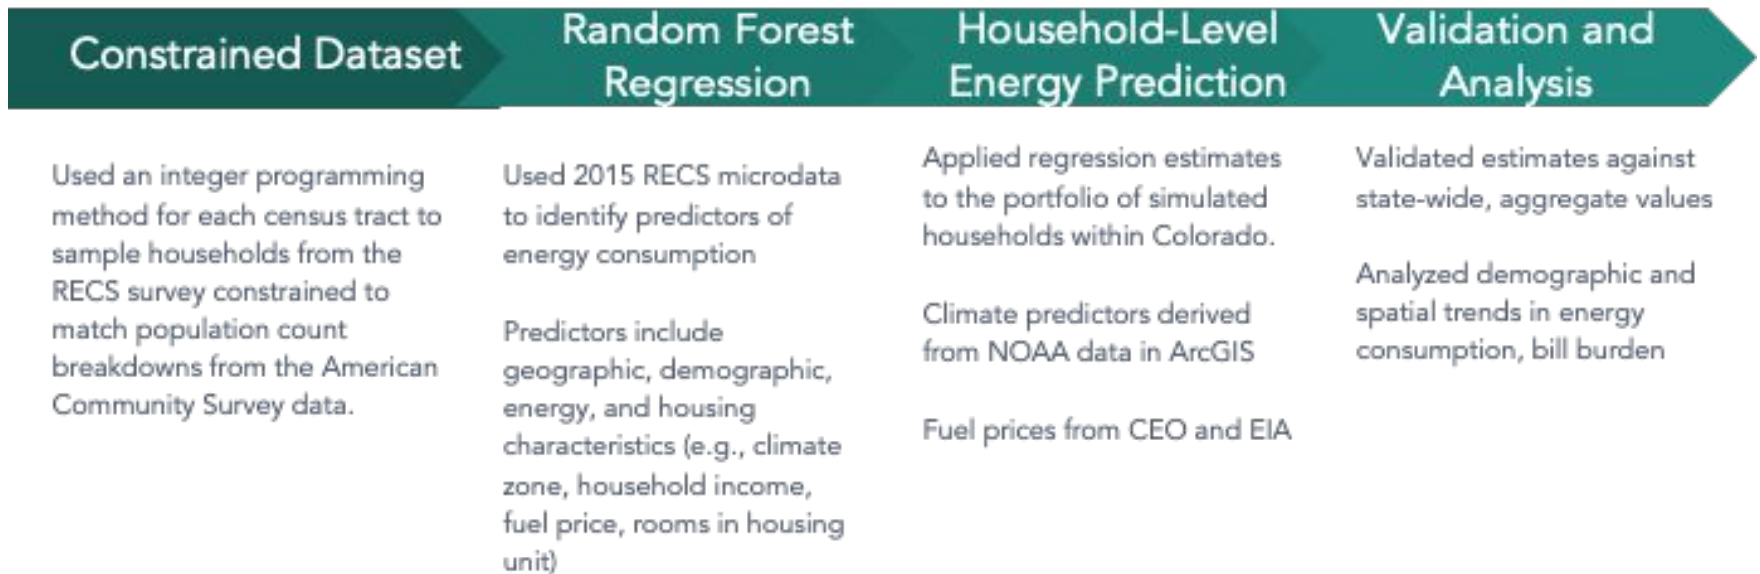 Constrained Dataset
Used an integer programming
method for each census tract to
sample households from the
RECS survey constrained to
match population count
breakdowns from the American
Community Survey data.
Random Forest
Regression
Used 2015 RECS microdata
to identify predictors of
energy consumption
Predictors include
geographic, demographic,
energy, and housing
characteristics (e.g., climate
zone, household income,
fuel price, rooms in housing
unit)
Household-Level
Energy Prediction
Applied regression estimates
to the portfolio of simulated
households within Colorado.
Climate predictors derived
from NOAA data in ArcGIS
Fuel prices from CEO and EIA
Validation and
Analysis
Validated estimates against
state-wide, aggregate values
Analyzed demographic and
spatial trends in energy
consumption, bill burden